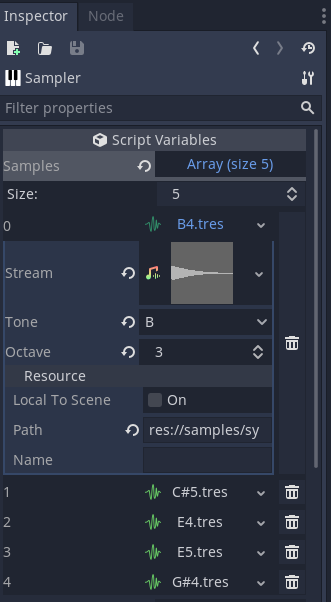 Inspector Node
Sampler
Filter properties
Script Variables
Samples Array (size 5)
Size: 5
0 B4.tres
Stream
Tone B
Octave 3
Resource
Local To Scene On
Path res://samples/sy
Name
1 C#5.tres
2 E4.tres
3 E5.tres
4 G#4.tres